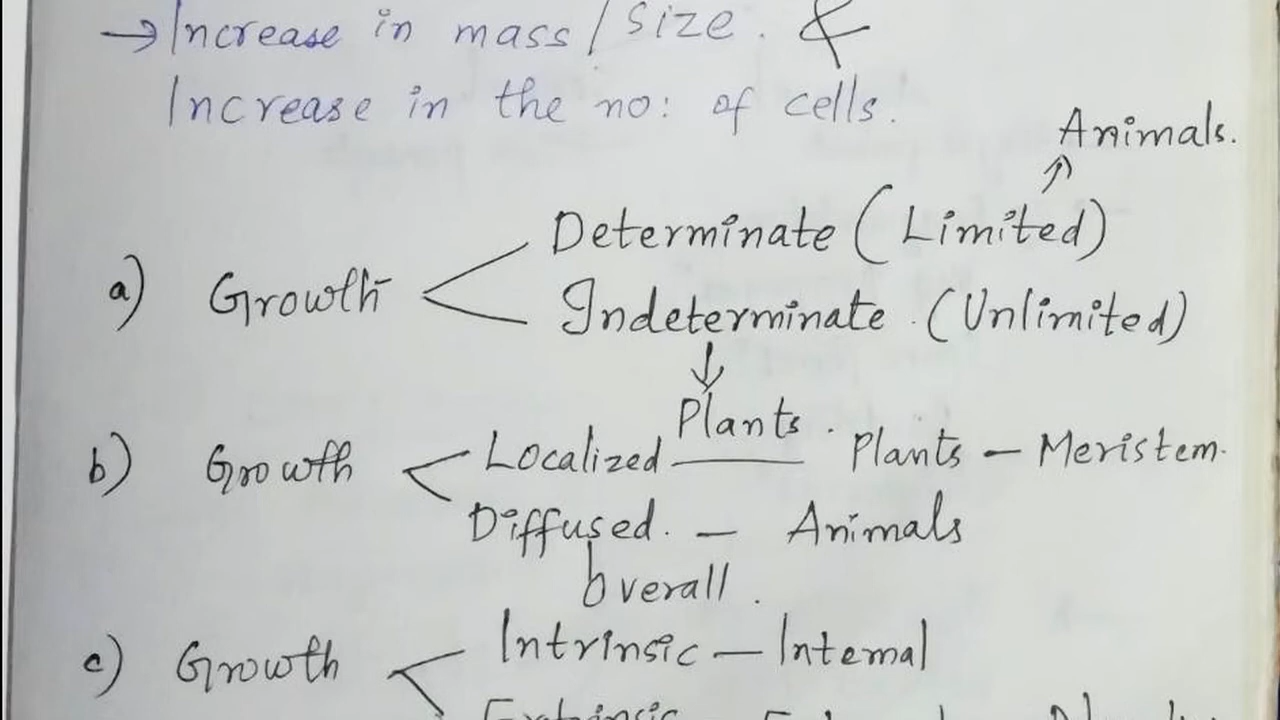 → Increase in mass / size. &
Increase in the no: of cells.
Animals.
a) Growth < Determinate (Limited)
Indeterminate. (Unlimited)
Plants.
b) Growth < Localized — Plants – Meristem.
Diffused. – Animals
Overall.
c) Growth < Intrinsic – Internal
Extrinsic